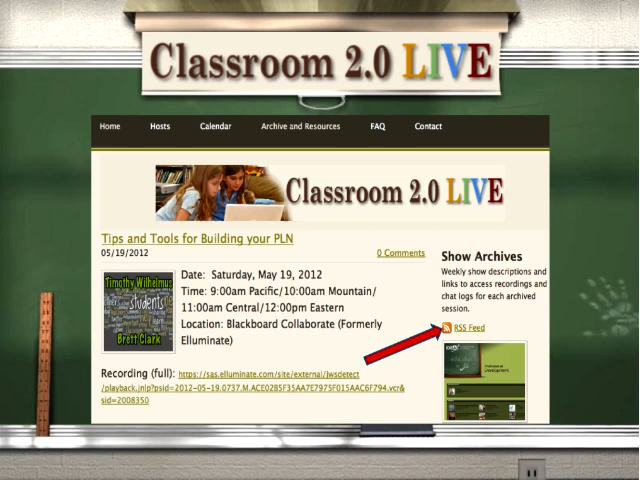 Classroom 2.0 LIVE
Home Hosts Calendar Archive and Resources FAQ Contact
Classroom 2.0 LIVE
Tips and Tools for Building your PLN
05/19/2012 0 Comments
Timothy Wilhelmus
students
Brett Clark
Date: Saturday, May 19, 2012
Time: 9:00am Pacific/10:00am Mountain/
11:00am Central/12:00pm Eastern
Location: Blackboard Collaborate (Formerly
Elluminate)
Recording (full): https://sas.elluminate.com/site/external/jwsdetect
/playback.jnlp?psid=2012-05-19.0737.M.ACE0285F35AA7E7975F015AAC6F794.vcr&
sid=2008350
Show Archives
Weekly show descriptions and
links to access recordings and
chat logs for each archived
session.
RSS Feed